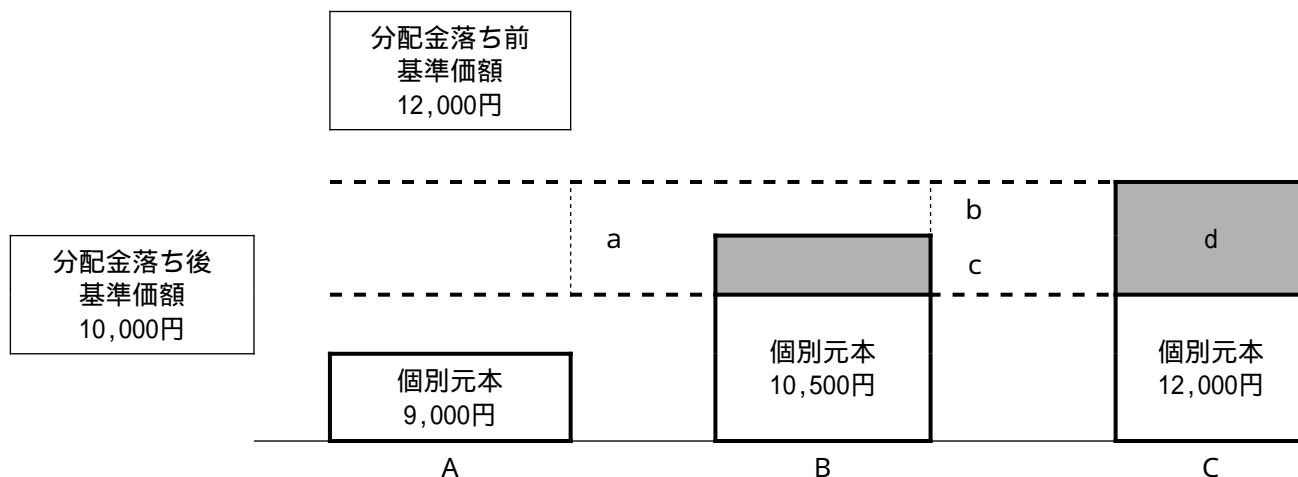 分配金落ち前
基準価額
12,000円
a
b
c
d
分配金落ち後
基準価額
10,000円
個別元本
9,000円
個別元本
10,500円
個別元本
12,000円
A
B
C